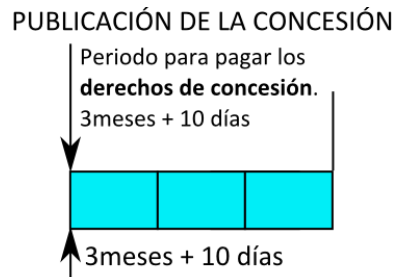 PUBLICACIÓN DE LA CONCESIÓN
Periodo para pagar los
derechos de concesión.
3meses + 10 días
3meses + 10 días